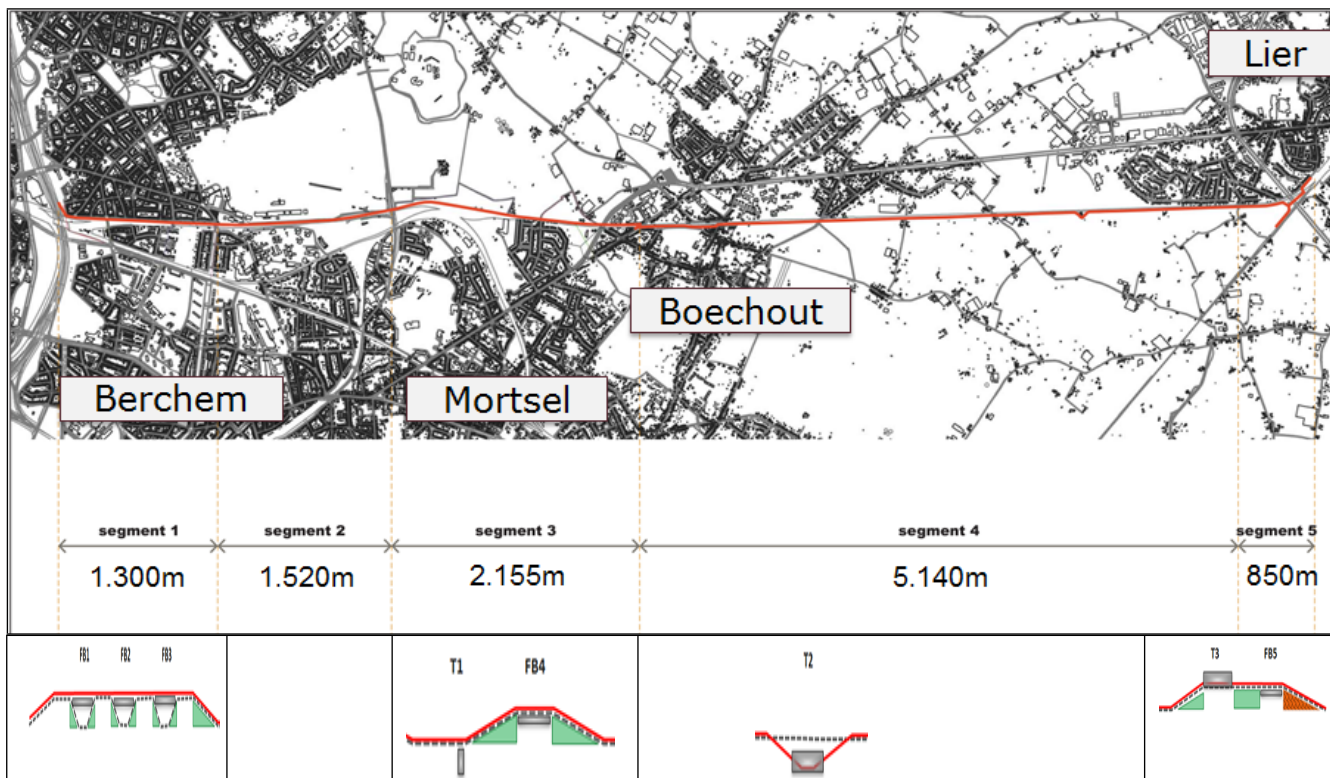 Lier
Boechout
Berchem
Mortsel
segment 1
segment 2
segment 3
segment 4
segment 5
1.300m
1.520m
2.155m
5.140m
850m
FB1
FB2
FB3
T1
FB4
T2
T3
FB5